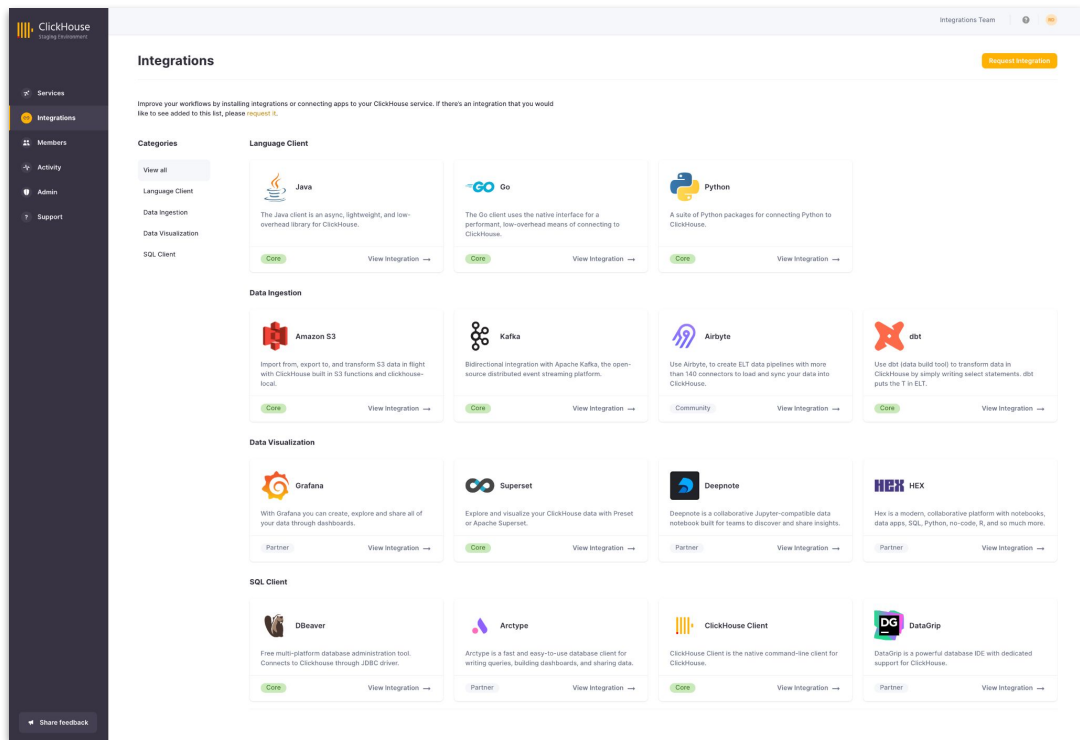 ClickHouse
Staging Environment
Integrations Team
Services
Integrations
Members
Activity
Admin
Support
Share feedback
Integrations
Request Integration
Improve your workflows by installing integrations or connecting apps to your ClickHouse service. If there's an integration that you would
like to see added to this list, please request it.
Categories
View all
Language Client
Data Ingestion
Data Visualization
SQL Client
Language Client
Java
The Java client is an async, lightweight, and low-
overhead library for ClickHouse.
Core
View Integration →
GO
Go
The Go client uses the native interface for a
performant, low-overhead means of connecting to
ClickHouse.
Core
View Integration →
Python
A suite of Python packages for connecting Python to
ClickHouse.
Core
View Integration →
Data Ingestion
Amazon S3
Import from, export to, and transform S3 data in flight
with ClickHouse built in S3 functions and clickhouse-
local.
Core
View Integration →
Kafka
Bidirectional integration with Apache Kafka, the open-
source distributed event streaming platform.
Core
View Integration →
Airbyte
Use Airbyte, to create ELT data pipelines with more
than 140 connectors to load and sync your data into
ClickHouse.
Community
View Integration →
dbt
Use dbt (data build tool) to transform data in
ClickHouse by simply writing select statements. dbt
puts the T in ELT.
Core
View Integration →
Data Visualization
Grafana
With Grafana you can create, explore and share all of
your data through dashboards.
Partner
View Integration →
Superset
Explore and visualize your ClickHouse data with Preset
or Apache Superset.
Core
View Integration →
Deepnote
Deepnote is a collaborative Jupyter-compatible data
notebook built for teams to discover and share insights.
Partner
View Integration →
HEX
HEX
Hex is a modern, collaborative platform with notebooks,
data apps, SQL, Python, no-code, R, and so much more.
Partner
View Integration →
SQL Client
DBeaver
Free multi-platform database administration tool.
Connects to Clickhouse through JDBC driver.
Core
View Integration →
Arctype
Arctype is a fast and easy-to-use database client for
writing queries, building dashboards, and sharing data.
Partner
View Integration →
ClickHouse Client
ClickHouse Client is the native command-line client for
ClickHouse.
Core
View Integration →
DG
DataGrip
DataGrip is a powerful database IDE with dedicated
support for ClickHouse.
Partner
View Integration →